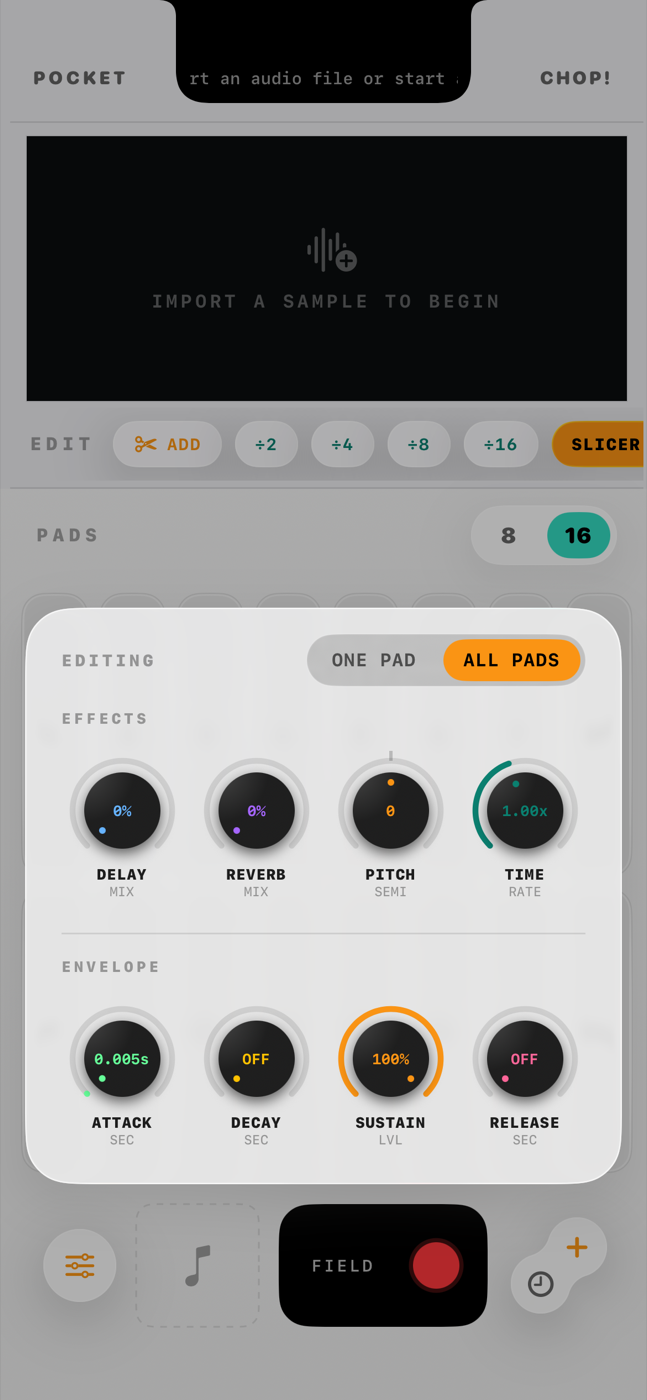 POCKET
rt an audio file or start
CHOP!
IMPORT A SAMPLE TO BEGIN
EDIT
ADD
÷2
÷4
÷8
÷16
SLICER
PADS
8
16
EDITING
ONE PAD
ALL PADS
EFFECTS
0%
0%
0
1.00x
DELAY
REVERB
PITCH
TIME
MIX
MIX
SEMI
RATE
ENVELOPE
0.005s
OFF
100%
OFF
ATTACK
DECAY
SUSTAIN
RELEASE
SEC
SEC
LVL
SEC
FIELD